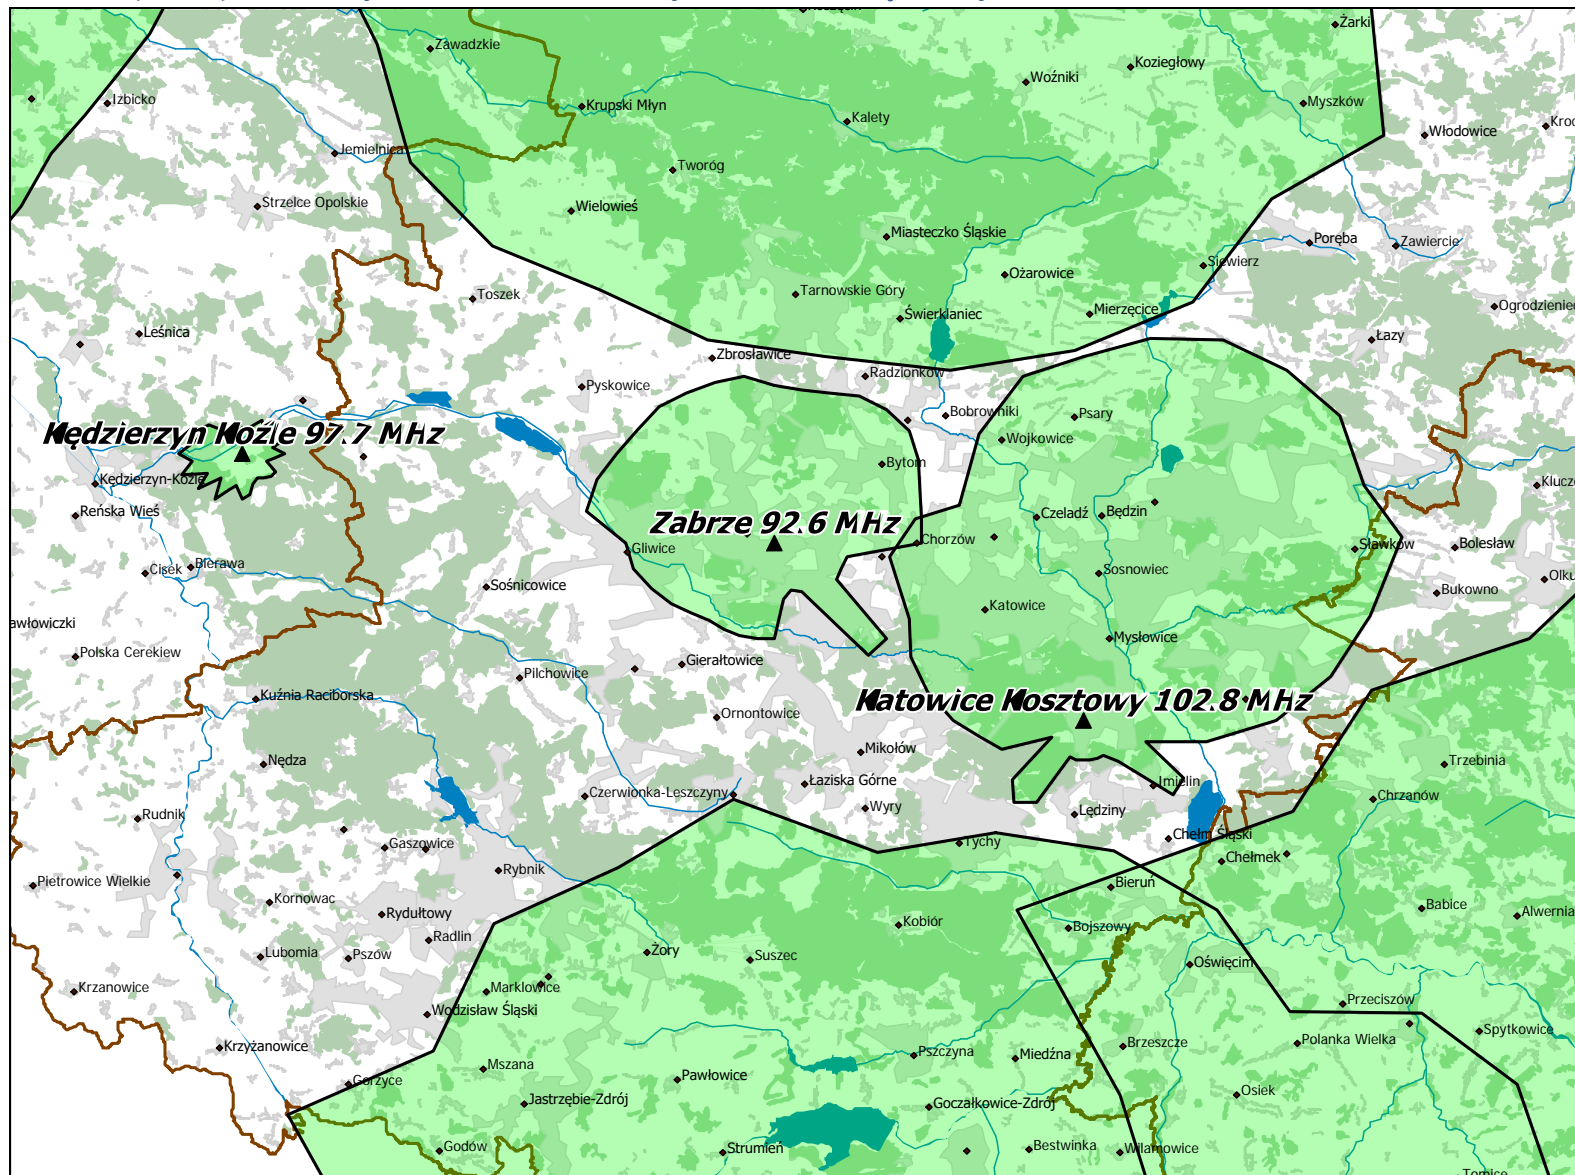 Zawadzkie
Żarki
Koziegłowy
Woźniki
Izbicko
Krupski Młyn
Myszków
Kalety
Włodowice
Jemielnica
Tworóg
Strzelce Opolskie
Wielowieś
Miasteczko Śląskie
Poręba
Zawiercie
Siewierz
Ożarowice
Toszek
Tarnowskie Góry
Ogrodzieniec
Mierzęcice
Świerklaniec
Leśnica
Łazy
Zbrosławice
Radzionków
Pyskowice
Bobrowniki
Psary
Wojkowice
Kędzierzyn Koźle 97.7 MHz
Bytom
Kędzierzyn-Koźle
Reńska Wieś
Czeladź
Będzin
Zabrze 92.6 MHz
Chorzów
Gliwice
Sławków
Bolesław
Cisek
Bierawa
Sosnowiec
Sośnicowice
Bukowno
Katowice
awłowiczki
Mysłowice
Polska Cerekiew
Gierałtowice
Pilchowice
Kuźnia Raciborska
Katowice Kosztowy 102.8 MHz
Ornontowice
Mikołów
Nędza
Trzebinia
Łaziska Górne
Imielin
Czerwionka-Leszczyny
Chrzanów
Wyry
Lędziny
Rudnik
Chełm Śląski
Tychy
Gaszowice
Chełmek
Rybnik
Pietrowice Wielkie
Bieruń
Kornowac
Babice
Rydułtowy
Alwernia
Kobiór
Bojszowy
Radlin
Żory
Lubomia
Pszów
Suszec
Oświęcim
Krzanowice
Marklowice
Przeciszów
Wodzisław Śląski
Spytkowice
Krzyżanowice
Brzeszcze
Polanka Wielka
Pszczyna
Miedźna
Mszana
Pawłowice
Gorzyce
Osiek
Jastrzębie-Zdrój
Goczałkowice-Zdrój
Godów
Strumień
Bestwinka
Wilamowice